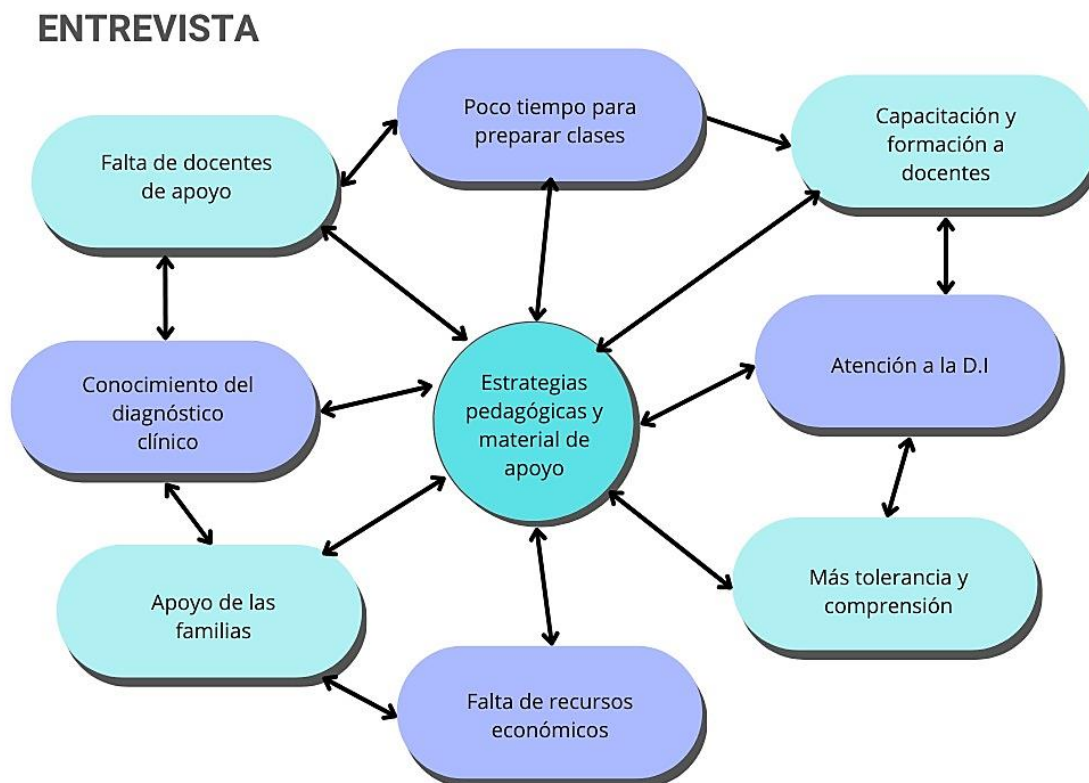 ENTREVISTA
Poco tiempo para
preparar clases
Capacitación y
formación a
docentes
Falta de docentes
de apoyo
Atención a la D.I
Estrategias
pedagógicas y
material de
apoyo
Conocimiento del
diagnóstico
clínico
Más tolerancia y
comprensión
Apoyo de las
familias
Falta de recursos
económicos